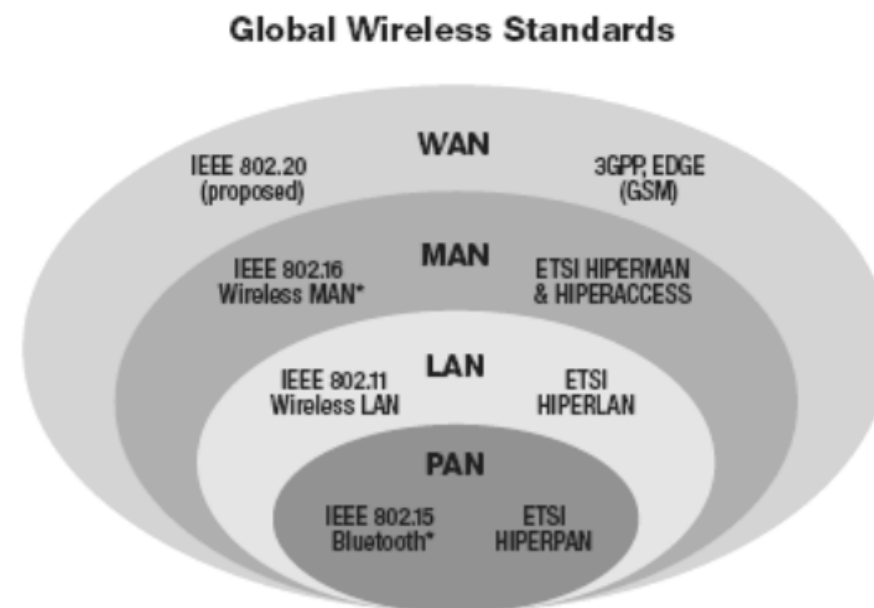 Global Wireless Standards
WAN
IEEE 802.20
(proposed)
3GPP, EDGE
(GSM)
MAN
IEEE 802.16
Wireless MAN*
ETSI HIPERMAN
& HIPERACCESS
LAN
IEEE 802.11
Wireless LAN
ETSI
HIPERLAN
PAN
IEEE 802.15
Bluetooth*
ETSI
HIPERPAN